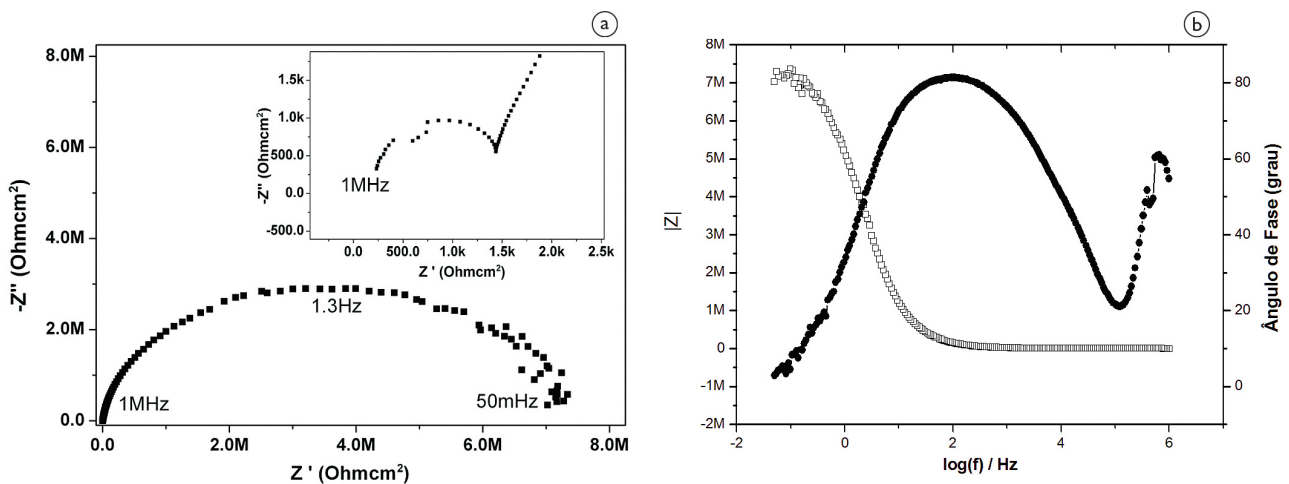 a
8.0M
6.0M
4.0M
2.0M
0.0
-Z'' (Ohmcm²)
0.0
2.0M
4.0M
6.0M
8.0M
Z ' (Ohmcm²)
1MHz
1.3Hz
50mHz
1.5k
1.0k
500.0
0.0
-500.0
-Z'' (Ohmcm²)
1MHz
0.0
500.0
1.0k
1.5k
2.0k
2.5k
Z ' (Ohmcm²)
b
8M
7M
6M
5M
4M
3M
2M
1M
0
-1M
-2M
|Z|
-2
0
2
4
6
log(f) / Hz
80
60
40
20
0
Ângulo de Fase (grau)